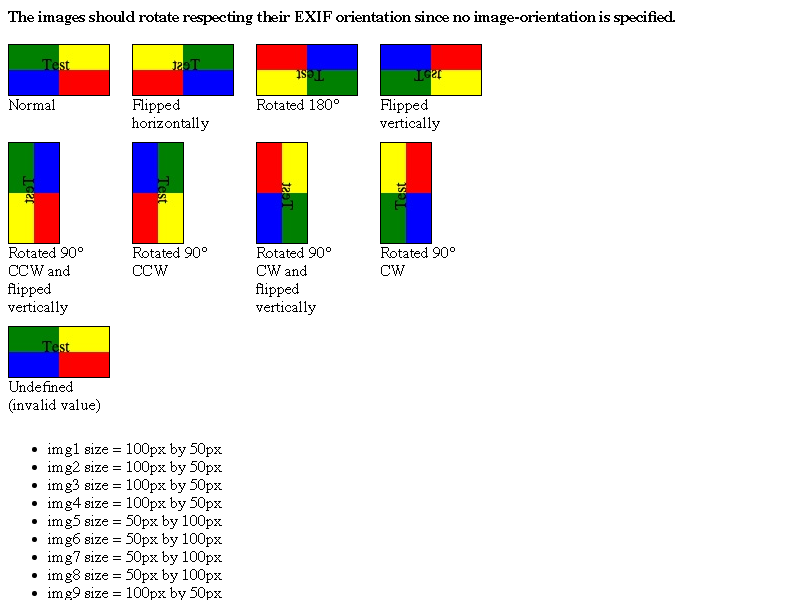 The images should rotate respecting their EXIF orientation since no image-orientation is specified.
Test
Test
Test
Test
Normal
Flipped
horizontally
Rotated 180°
Flipped
vertically
Test
Test
Test
Test
Rotated 90°
CCW and
flipped
vertically
Rotated 90°
CCW
Rotated 90°
CW and
flipped
vertically
Rotated 90°
CW
Test
Undefined
(invalid value)
img1 size = 100px by 50px
img2 size = 100px by 50px
img3 size = 100px by 50px
img4 size = 100px by 50px
img5 size = 50px by 100px
img6 size = 50px by 100px
img7 size = 50px by 100px
img8 size = 50px by 100px
img9 size = 100px by 50px